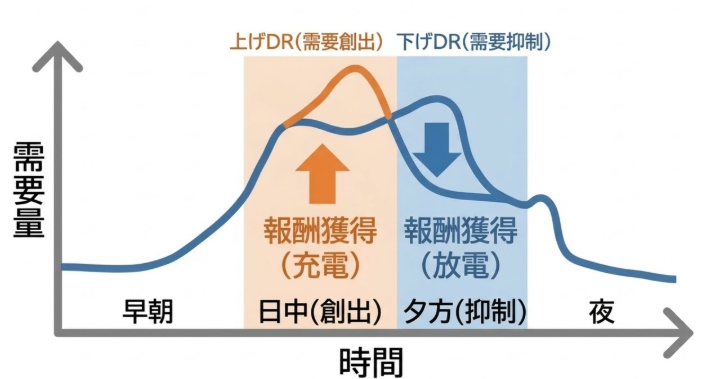 上げDR(需要創出)
下げDR(需要抑制)
需要量
報酬獲得
(充電)
報酬獲得
(放電)
早朝
日中(創出)
夕方(抑制)
夜
時間